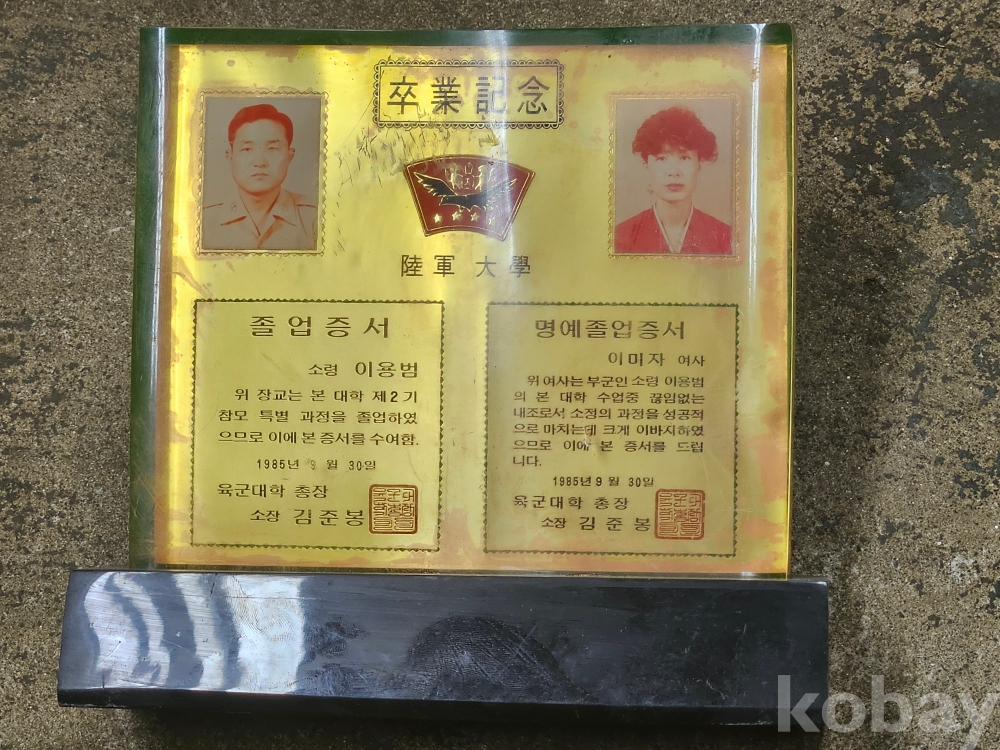 卒業記念
陸軍大學
졸업증서
소령 이용범
위 장교는 본 대학 제2기
참모 특별 과정을 졸업하였
으므로 이에 본 증서를 수여함.
1985년 9월 30일
육군대학 총장
소장 김준봉
명예졸업증서
이미자 여사
위 여사는 부군인 소령 이용범
의 본 대학 수업중 끊임없는
내조로서 소정의 과정을 성공적
으로 마치는데 크게 이바지하였
으므로 이에 본 증서를 드립
니다.
1985년 9월 30일
육군대학 총장
소장 김준봉
kobay